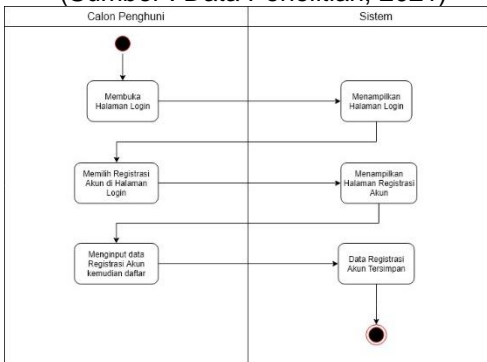 (Sumber : Data Penelitian, 2021)
Calon Penghuni
Sistem
Membuka
Halaman Login
Menampilkan
Halaman Login
Memilih Registrasi
Akun di Halaman
Login
Menampilkan
Halaman Registrasi
Akun
Menginput data
Registrasi Akun
kemudian daftar
Data Registrasi
Akun Tersimpan